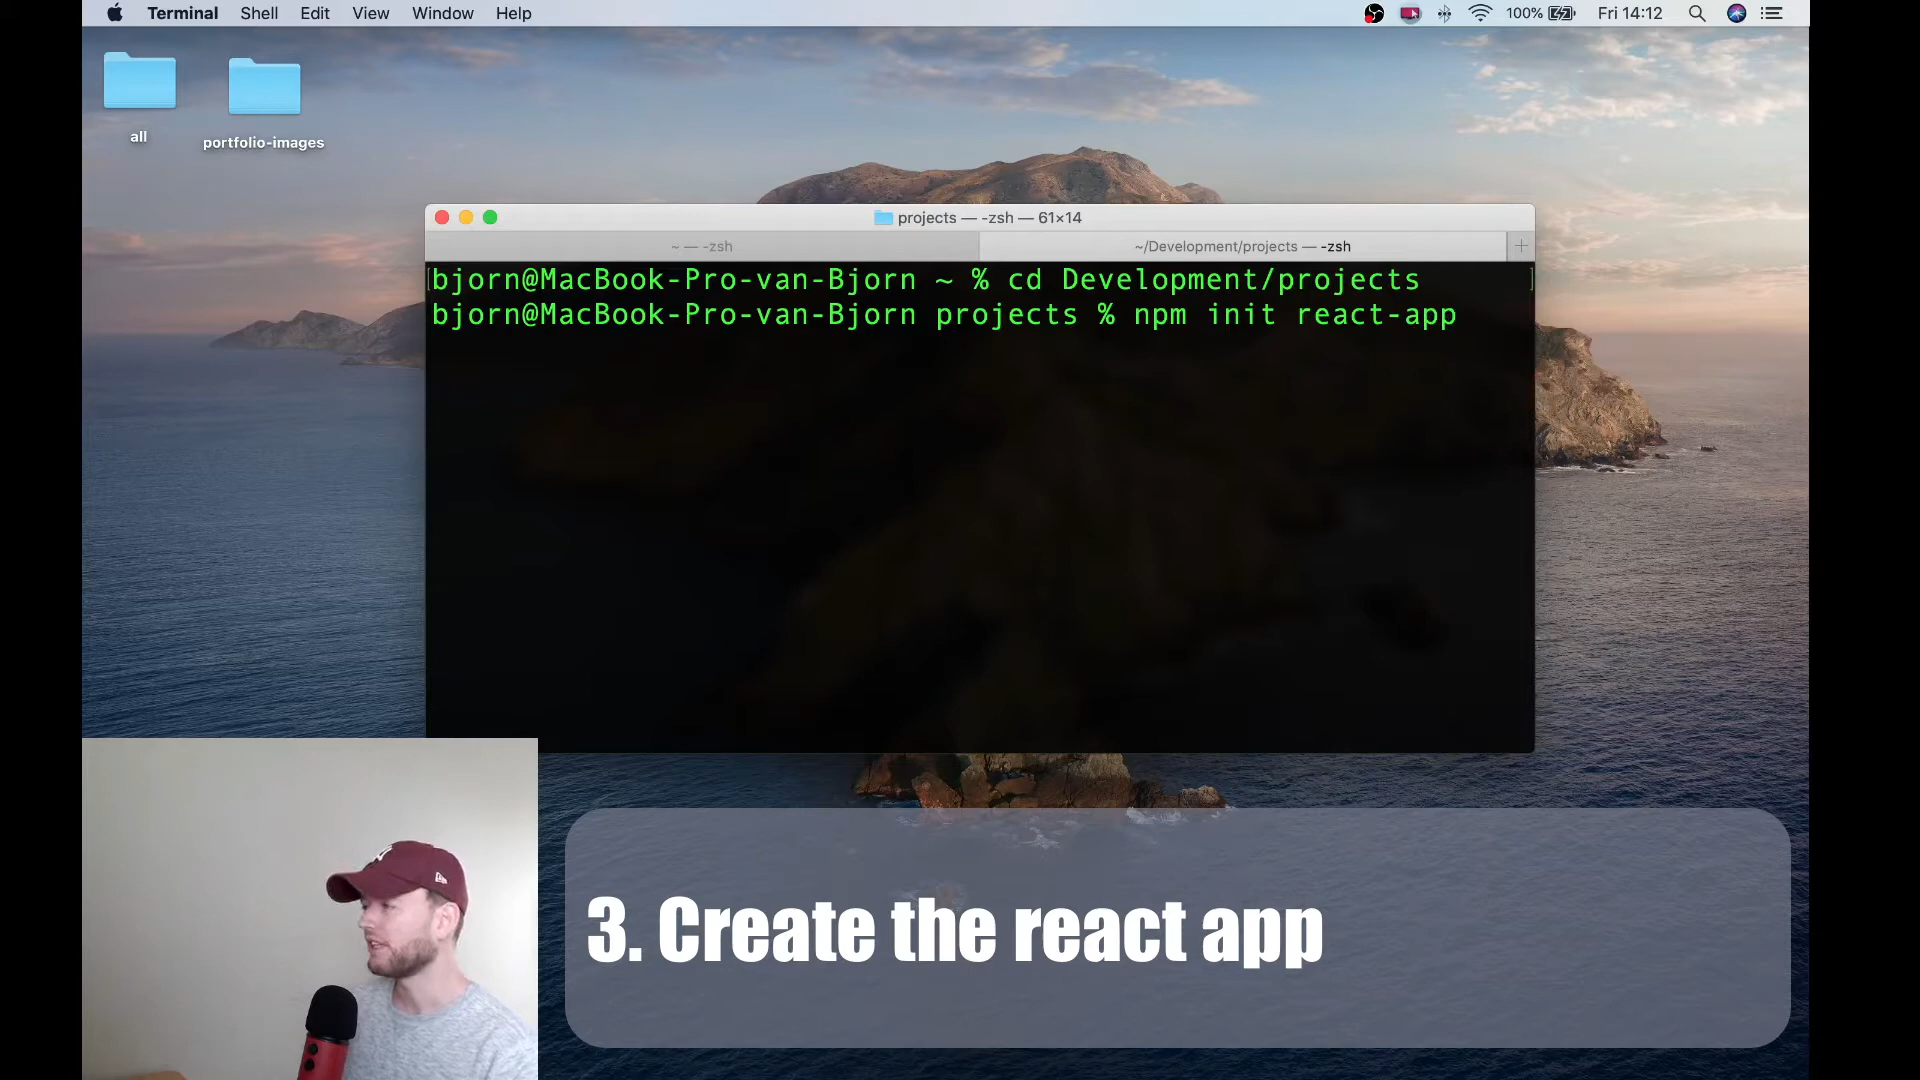 Terminal Shell Edit View Window Help 100% Fri 14:12
all
portfolio-images
projects — -zsh — 61×14
~ — -zsh
~/Development/projects — -zsh
bjorn@MacBook-Pro-van-Bjorn ~ % cd Development/projects
bjorn@MacBook-Pro-van-Bjorn projects % npm init react-app
3. Create the react app